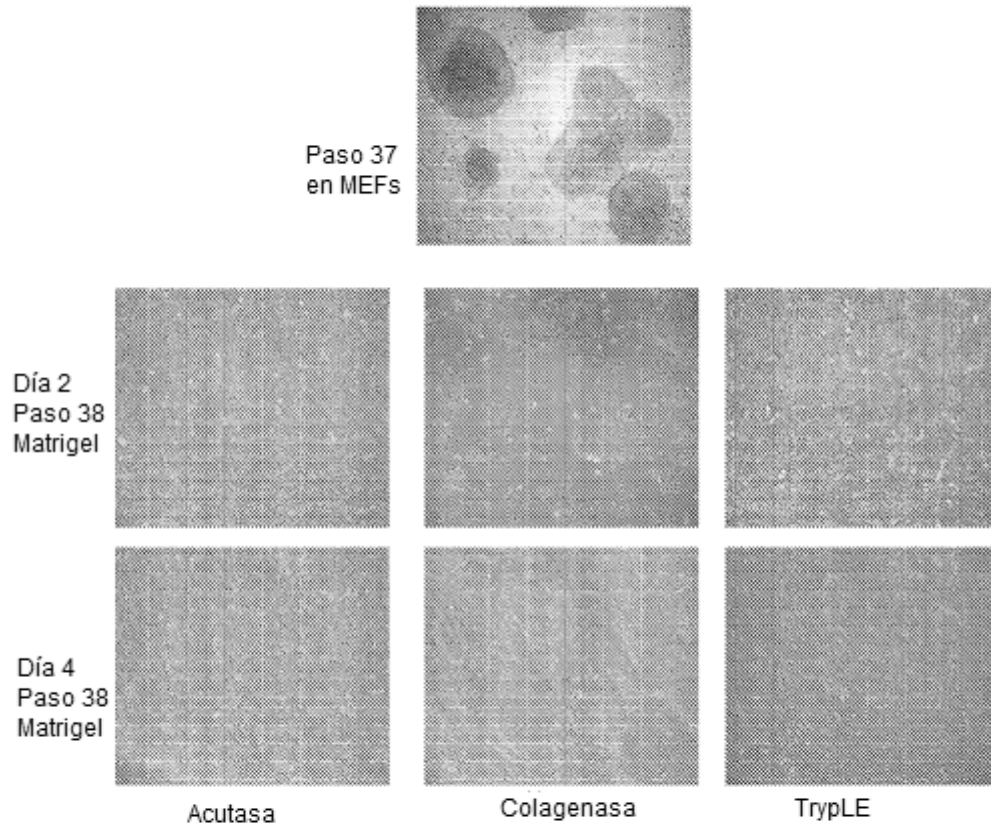 Paso 37
en MEFs
Día 2
Paso 38
Matrigel
Día 4
Paso 38
Matrigel
Acutasa
Colagenasa
TrypLE